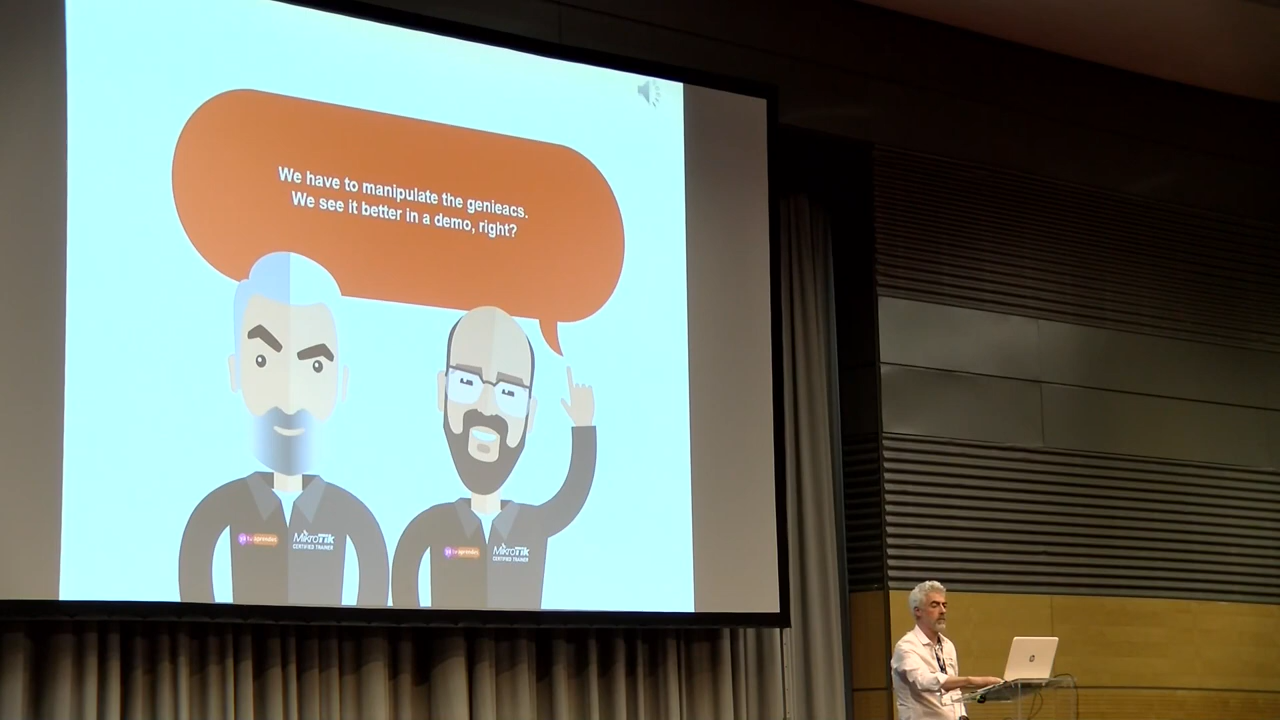 We have to manipulate the genieacs.
We see it better in a demo, right?
MikroTik
CERTIFIED TRAINER
MikroTik
CERTIFIED TRAINER